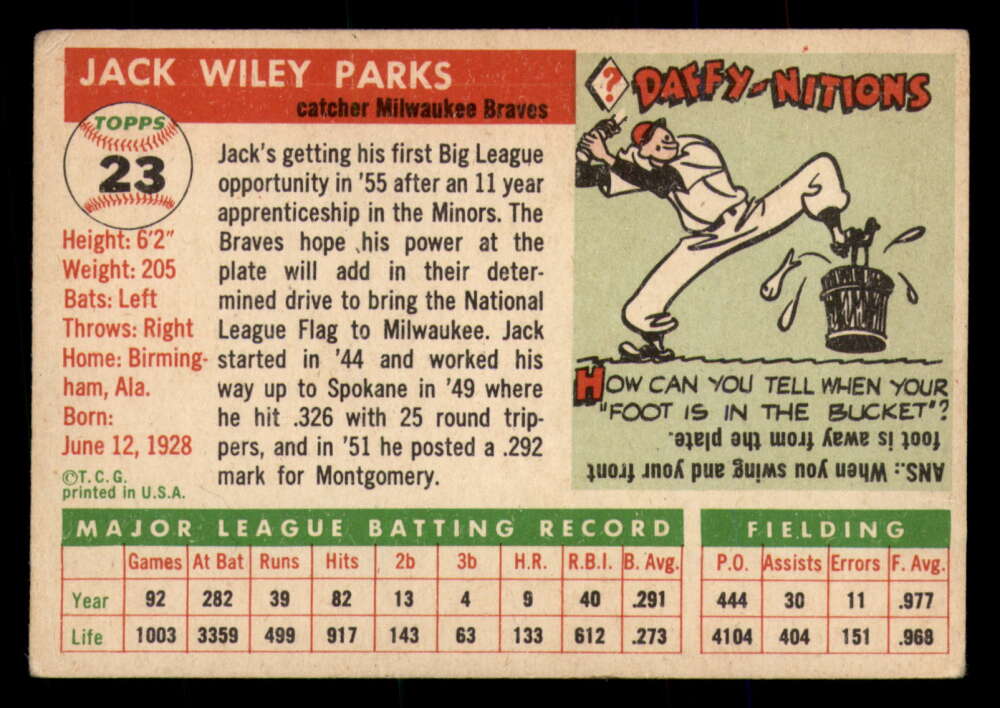 JACK WILEY PARKS
catcher Milwaukee Braves
TOPPS
23
Height: 6'2"
Weight: 205
Bats: Left
Throws: Right
Home: Birming-
ham, Ala.
Born:
June 12, 1928
©T.C.G.
printed in U.S.A.
Jack's getting his first Big League
opportunity in '55 after an 11 year
apprenticeship in the Minors. The
Braves hope his power at the
plate will add in their deter-
mined drive to bring the National
League Flag to Milwaukee. Jack
started in '44 and worked his
way up to Spokane in '49 where
he hit .326 with 25 round trip-
pers, and in '51 he posted a .292
mark for Montgomery.
?
DAFFY-NITIONS
HOW CAN YOU TELL WHEN YOUR
"FOOT IS IN THE BUCKET"?
ANS.: When you swing and your front
foot is away from the plate.
MAJOR LEAGUE BATTING RECORD
Games At Bat Runs Hits 2b 3b H.R. R.B.I. B. Avg.
Year 92 282 39 82 13 4 9 40 .291
Life 1003 3359 499 917 143 63 133 612 .273
FIELDING
P.O. Assists Errors F. Avg.
444 30 11 .977
4104 404 151 .968